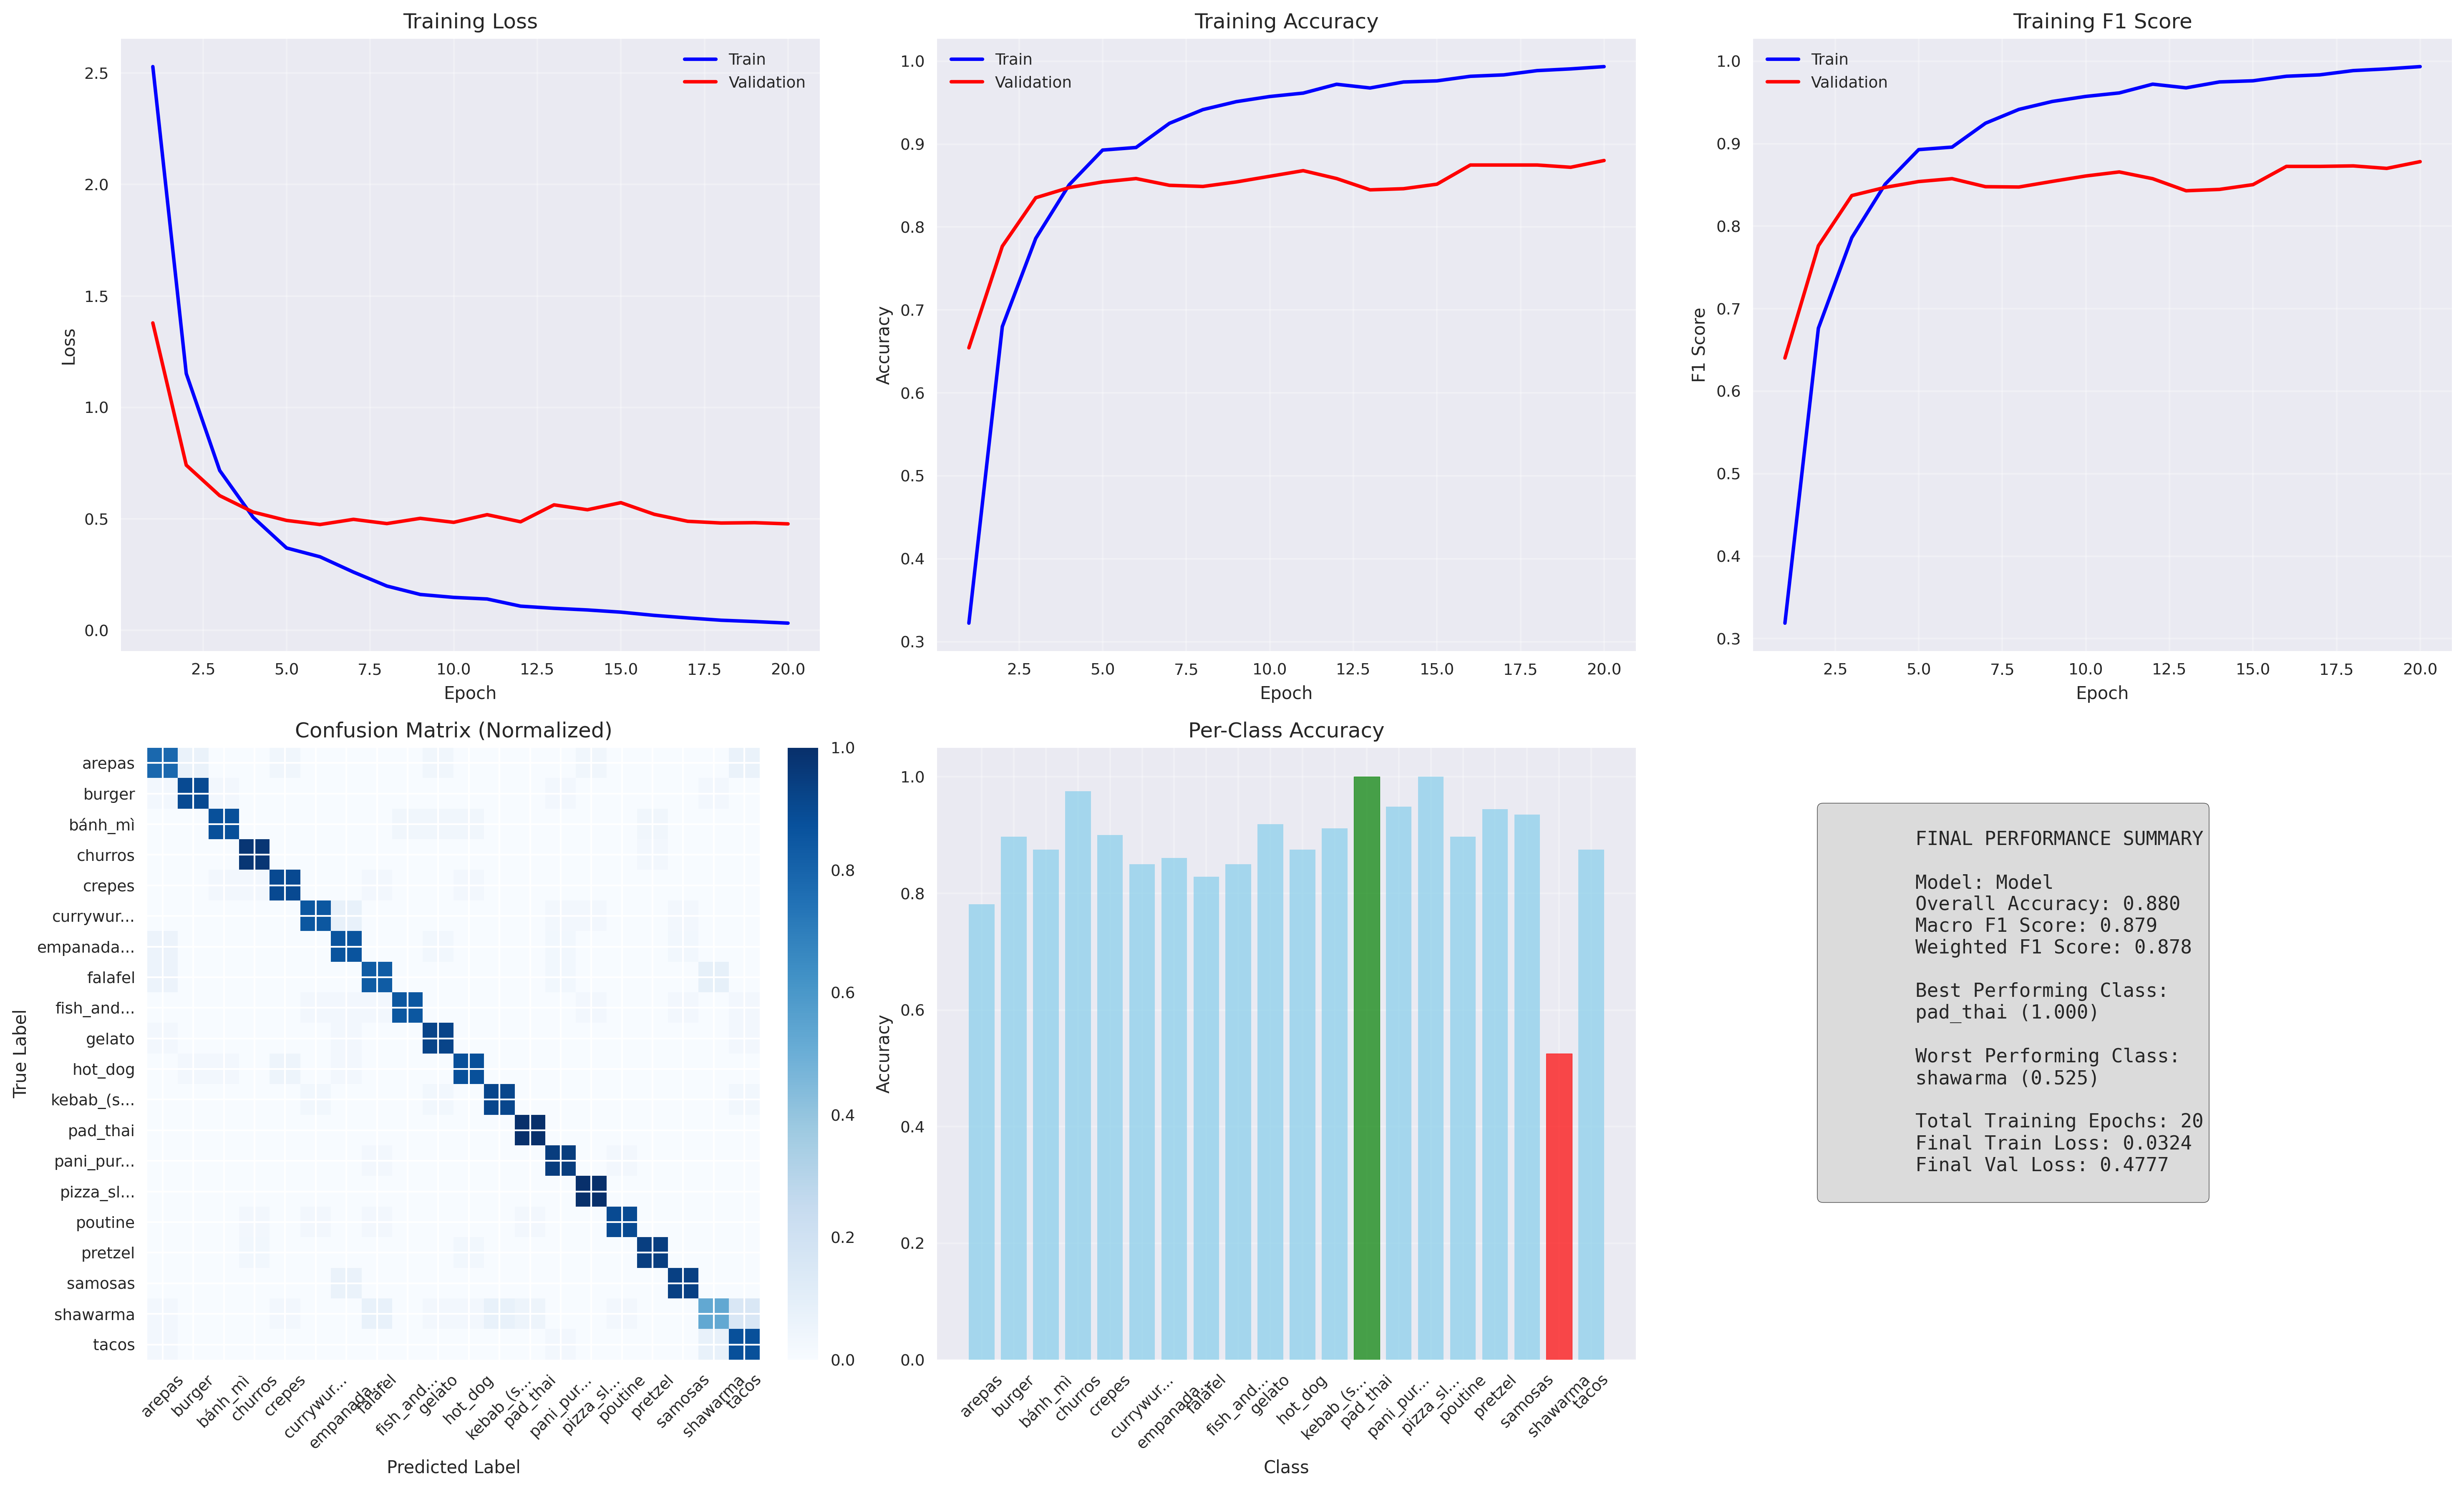 Training Loss
Train
Validation
2.5
2.0
1.5
1.0
0.5
0.0
Loss
2.5
5.0
7.5
10.0
12.5
15.0
17.5
20.0
Epoch
Training Accuracy
Train
Validation
1.0
0.9
0.8
0.7
0.6
0.5
0.4
0.3
Accuracy
2.5
5.0
7.5
10.0
12.5
15.0
17.5
20.0
Epoch
Training F1 Score
Train
Validation
1.0
0.9
0.8
0.7
0.6
0.5
0.4
0.3
F1 Score
2.5
5.0
7.5
10.0
12.5
15.0
17.5
20.0
Epoch
Confusion Matrix (Normalized)
True Label
arepas
burger
bánh_mì
churros
crepes
currywur...
empanada...
falafel
fish_and...
gelato
hot_dog
kebab_(s...
pad_thai
pani_pur...
pizza_sl...
poutine
pretzel
samosas
shawarma
tacos
arepas
burger
bánh_mì
churros
crepes
currywur...
empanada...
falafel
fish_and...
gelato
hot_dog
kebab_(s...
pad_thai
pani_pur...
pizza_sl...
poutine
pretzel
samosas
shawarma
tacos
Predicted Label
1.0
0.8
0.6
0.4
0.2
0.0
Per-Class Accuracy
1.0
0.8
0.6
0.4
0.2
0.0
Accuracy
arepas
burger
bánh_mì
churros
crepes
currywur...
empanada...
falafel
fish_and...
gelato
hot_dog
kebab_(s...
pad_thai
pani_pur...
pizza_sl...
poutine
pretzel
samosas
shawarma
tacos
Class
FINAL PERFORMANCE SUMMARY
Model: Model
Overall Accuracy: 0.880
Macro F1 Score: 0.879
Weighted F1 Score: 0.878
Best Performing Class:
pad_thai (1.000)
Worst Performing Class:
shawarma (0.525)
Total Training Epochs: 20
Final Train Loss: 0.0324
Final Val Loss: 0.4777